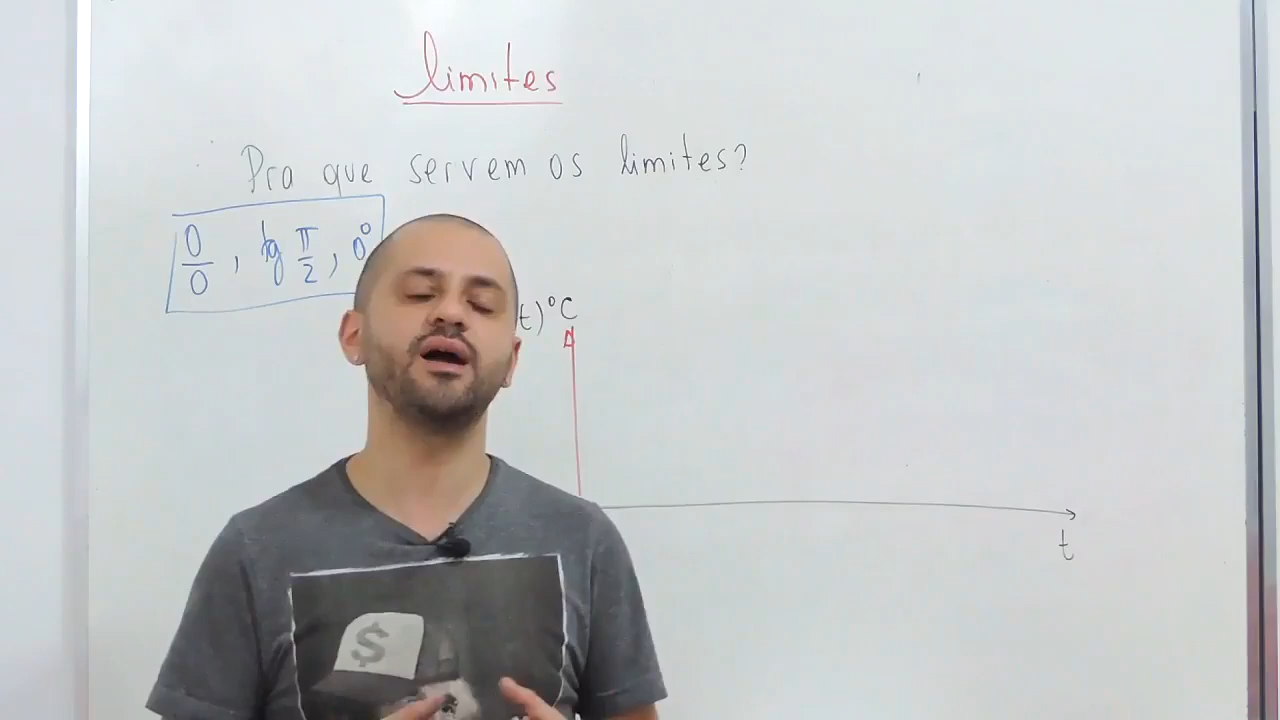 limites
Pra que servem os limites?
0/0, tg π/2, 0⁰
t)°C
t
$